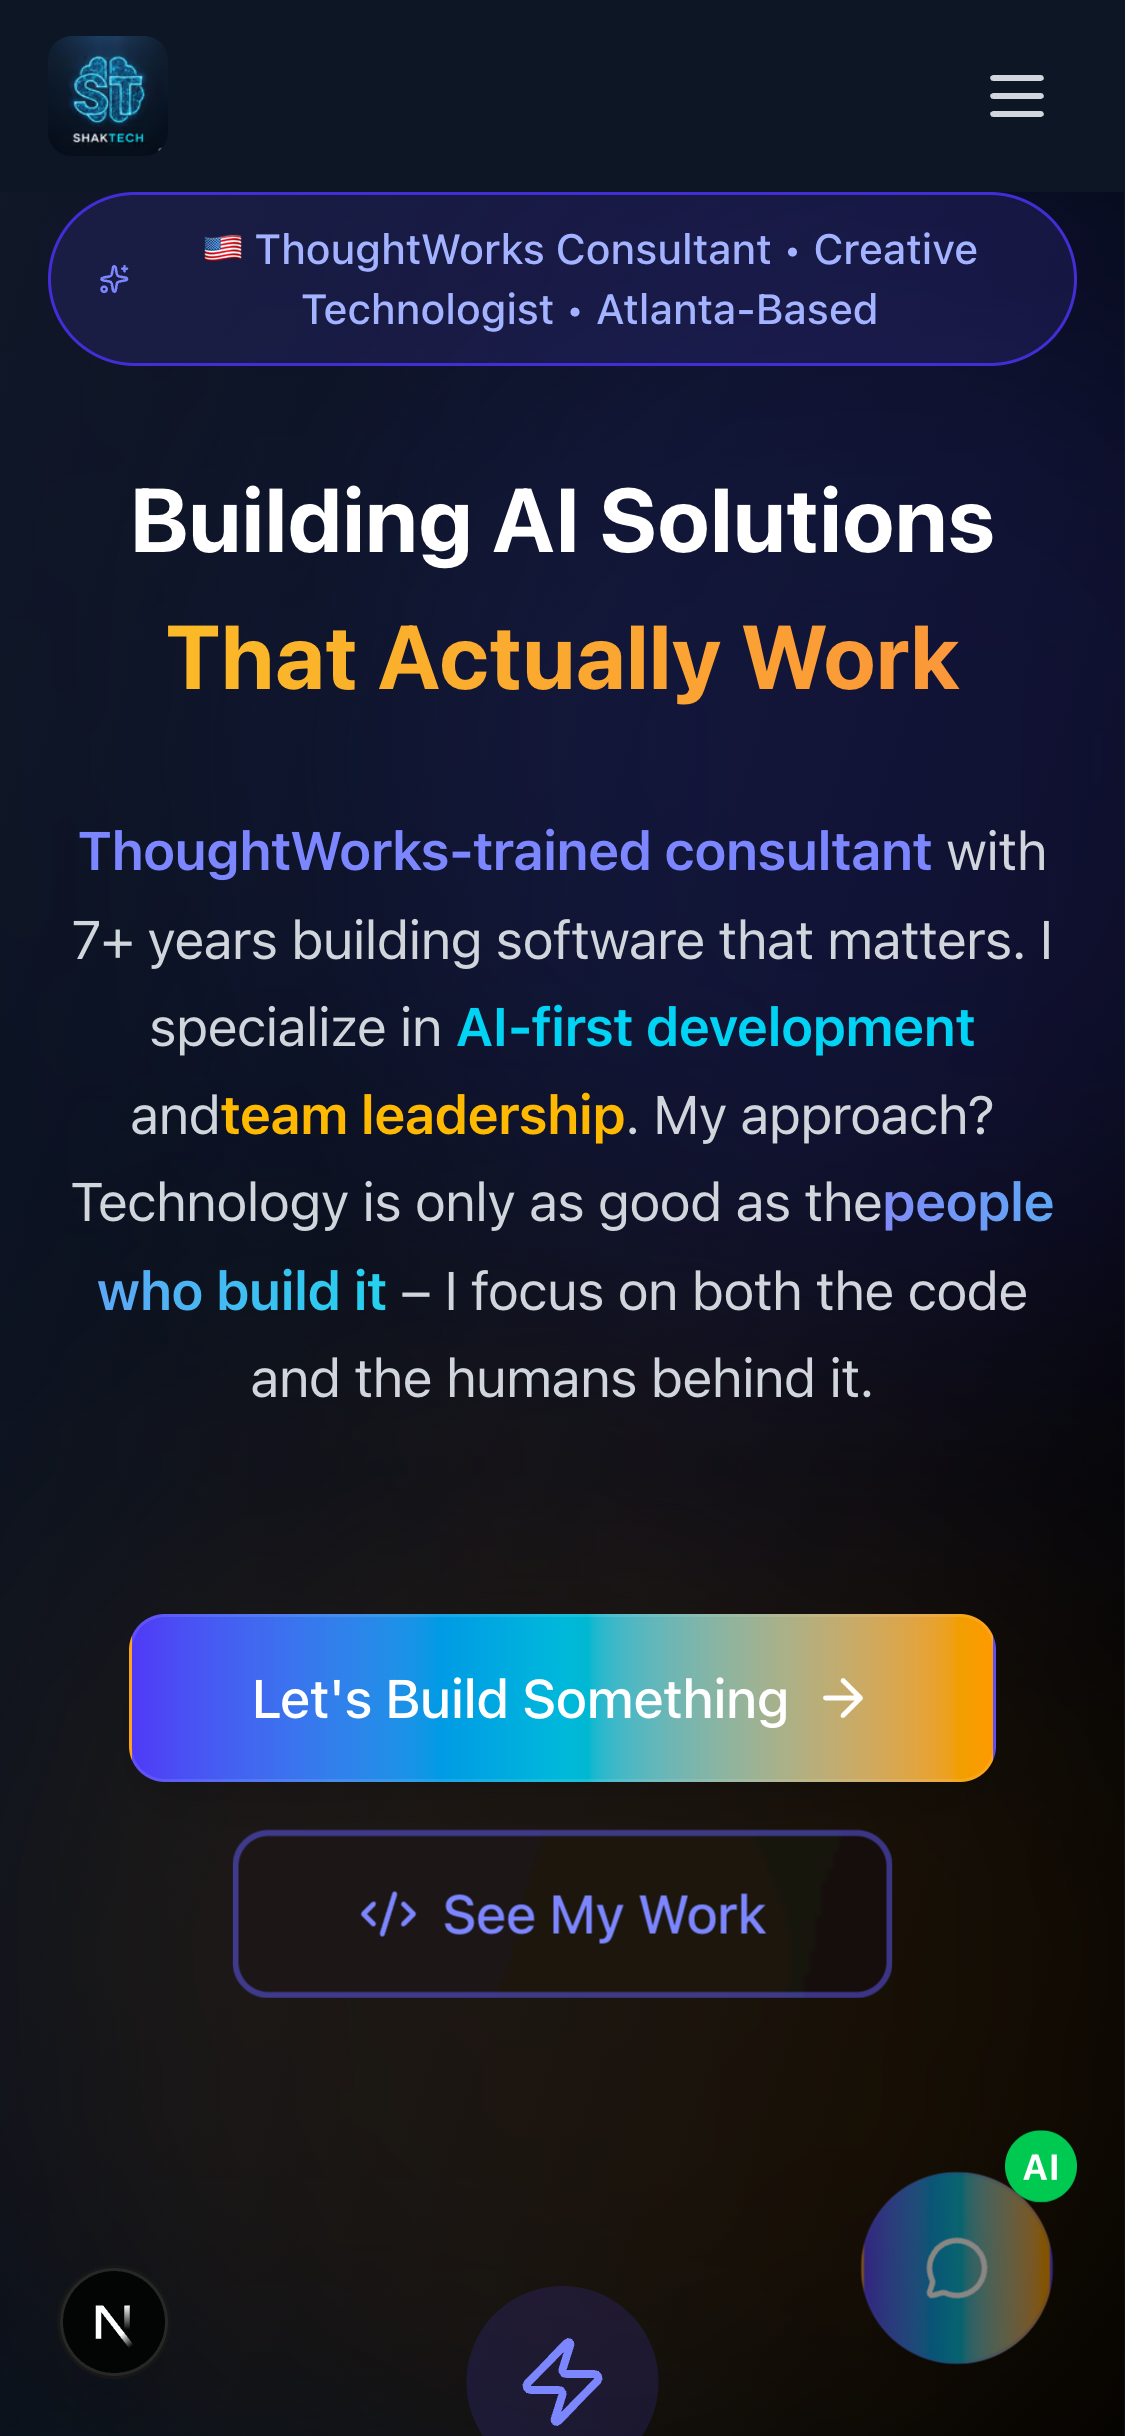 ST
SHAKTECH
🇺🇸 ThoughtWorks Consultant • Creative
Technologist • Atlanta-Based
Building AI Solutions
That Actually Work
ThoughtWorks-trained consultant with
7+ years building software that matters. I
specialize in AI-first development
andteam leadership. My approach?
Technology is only as good as thepeople
who build it – I focus on both the code
and the humans behind it.
Let's Build Something →
</> See My Work
AI
N